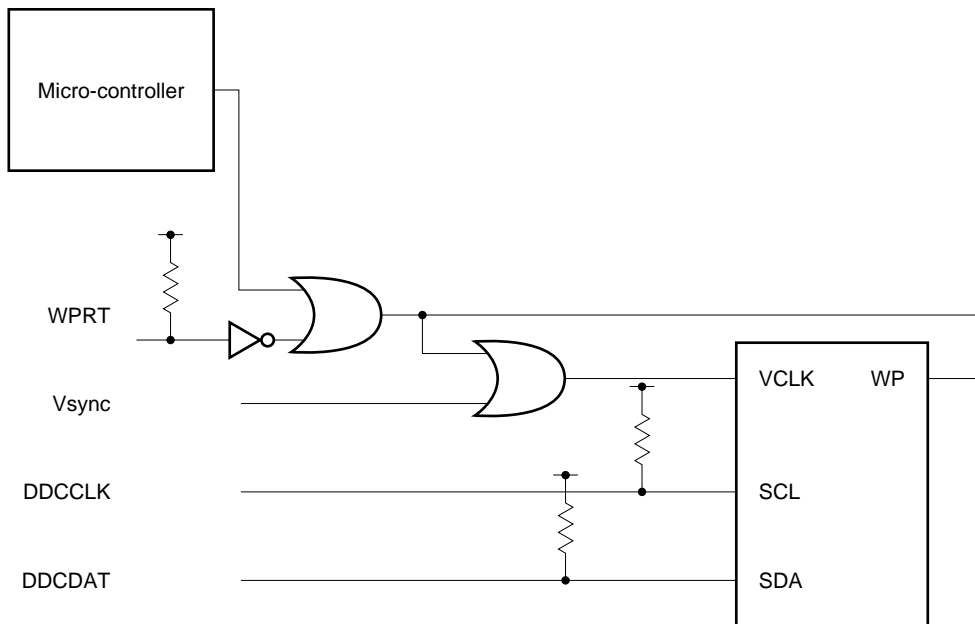 Micro-controller
WPRT
VCLK WP
Vsync
DDCCLK
SCL
DDCDAT
SDA